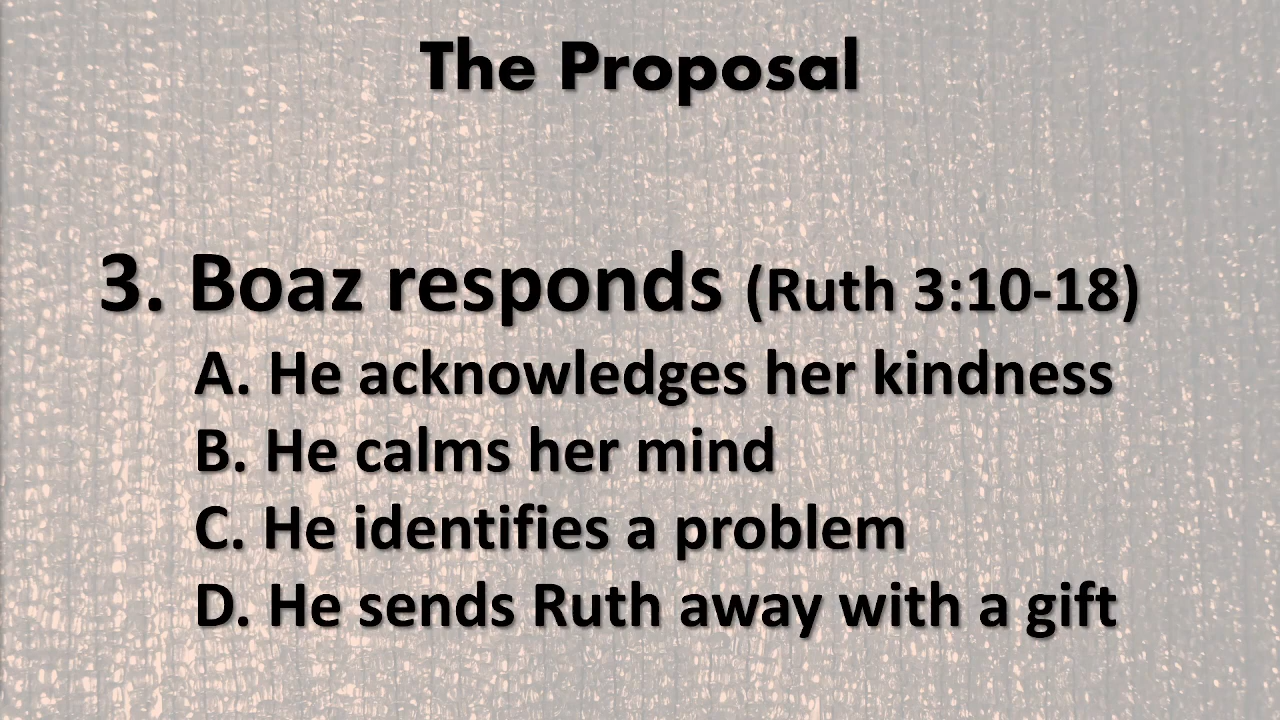 The Proposal
3. Boaz responds (Ruth 3:10-18)
A. He acknowledges her kindness
B. He calms her mind
C. He identifies a problem
D. He sends Ruth away with a gift